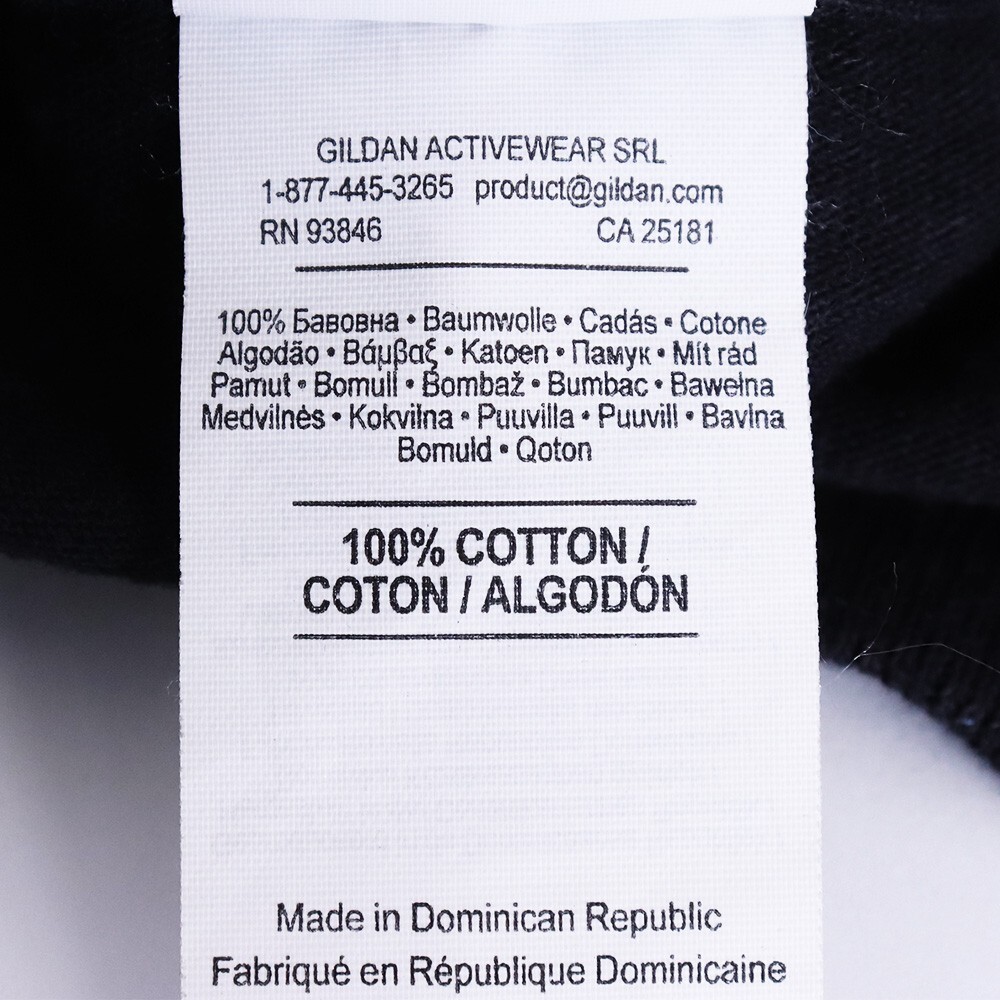 GILDAN ACTIVEWEAR SRL
1-877-445-3265 product@gildan.com
RN 93846 CA 25181
100% Бавовна • Baumwolle • Cadás • Cotone
Algodão • Βάμβαξ • Katoen • Памук • Mít rád
Pamut • Bomull • Bombaž • Bumbac • Bawełna
Medvilnės • Kokvilna • Puuvilla • Puuvill • Bavlna
Bomuld • Qoton
100% COTTON /
COTON / ALGODÓN
Made in Dominican Republic
Fabriqué en République Dominicaine